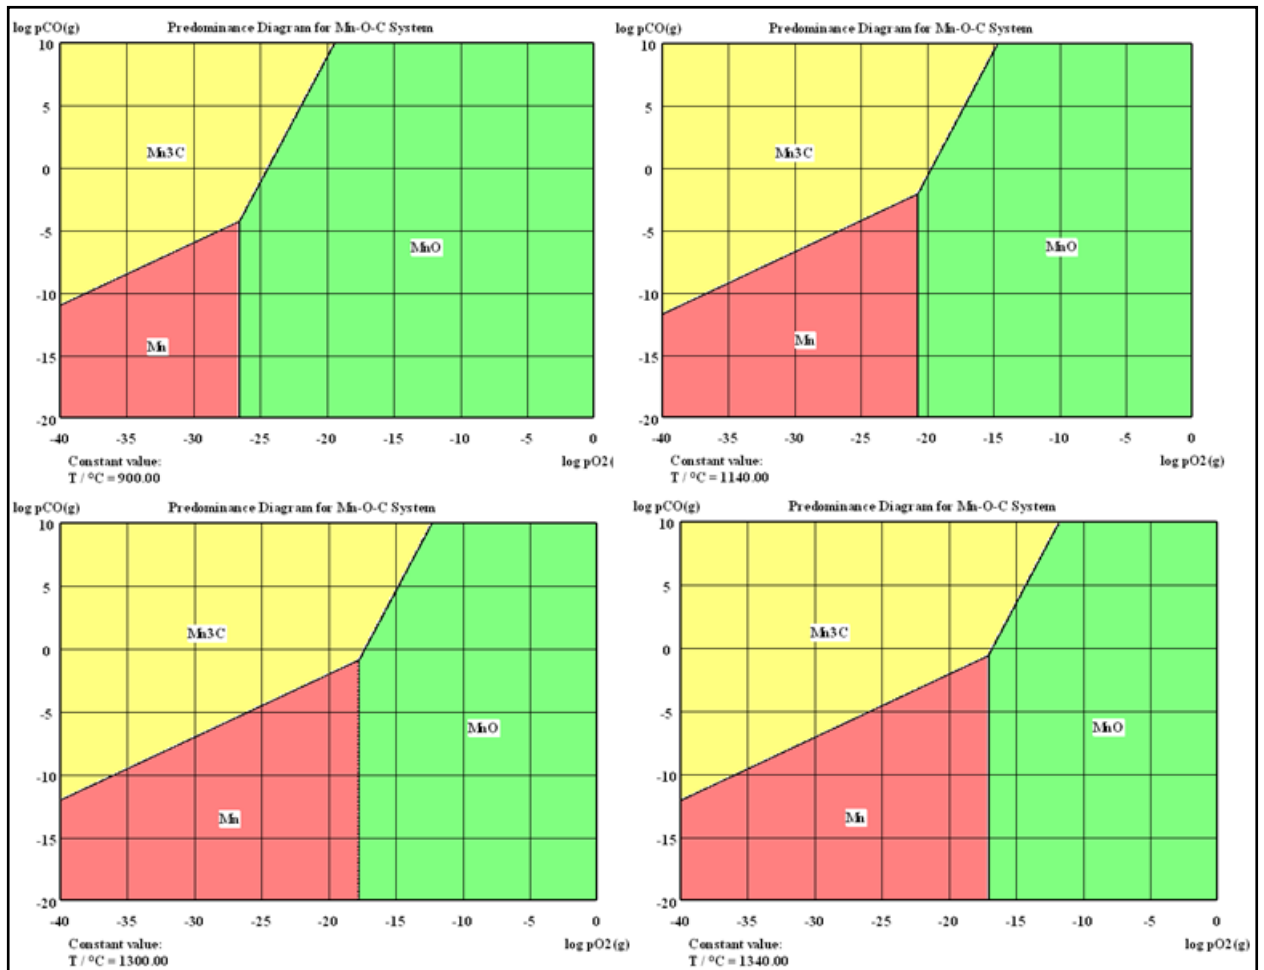 log pCO(g) Predominance Diagram for Mn-O-C System
10
5
0
-5
-10
-15
-20
Mn3C
MnO
Mn
-40 -35 -30 -25 -20 -15 -10 -5 0
Constant value:
log pO2(
T / °C = 900.00
log pCO(g) Predominance Diagram for Mn-O-C System
10
5
0
-5
-10
-15
-20
Mn3C
MnO
Mn
-40 -35 -30 -25 -20 -15 -10 -5 0
Constant value:
log pO2(g)
T / °C = 1140.00
log pCO(g) Predominance Diagram for Mn-O-C System
10
5
0
-5
-10
-15
-20
Mn3C
MnO
Mn
-40 -35 -30 -25 -20 -15 -10 -5 0
Constant value:
log pO2(g)
T / °C = 1300.00
log pCO(g) Predominance Diagram for Mn-O-C System
10
5
0
-5
-10
-15
-20
Mn3C
MnO
Mn
-40 -35 -30 -25 -20 -15 -10 -5 0
Constant value:
log pO2(g)
T / °C = 1340.00